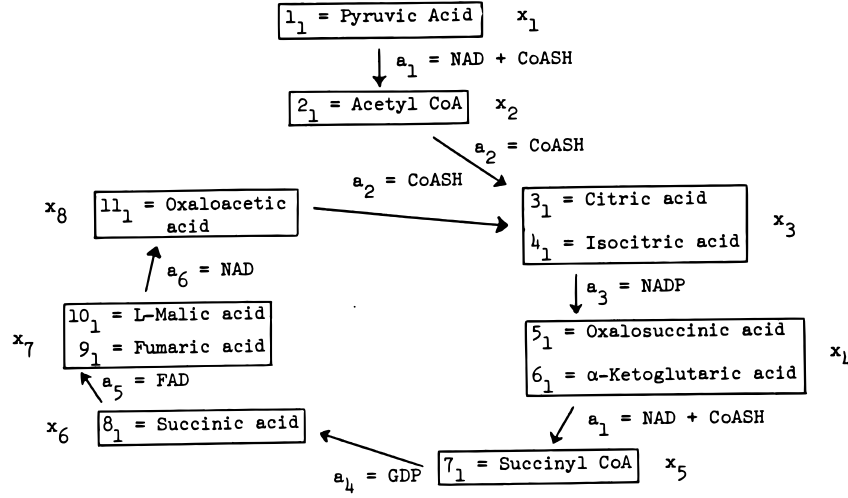 1₁ = Pyruvic Acid x₁
a₁ = NAD + CoASH
2₁ = Acetyl CoA x₂
a₂ = CoASH
a₂ = CoASH
x₈ 11₁ = Oxaloacetic
acid
3₁ = Citric acid
4₁ = Isocitric acid x₃
a₆ = NAD
a₃ = NADP
x₇ 10₁ = L-Malic acid
9₁ = Fumaric acid
5₁ = Oxalosuccinic acid
6₁ = α-Ketoglutaric acid
a₅ = FAD
a₁ = NAD + CoASH
x₆ 8₁ = Succinic acid
a₄ = GDP
7₁ = Succinyl CoA x₅